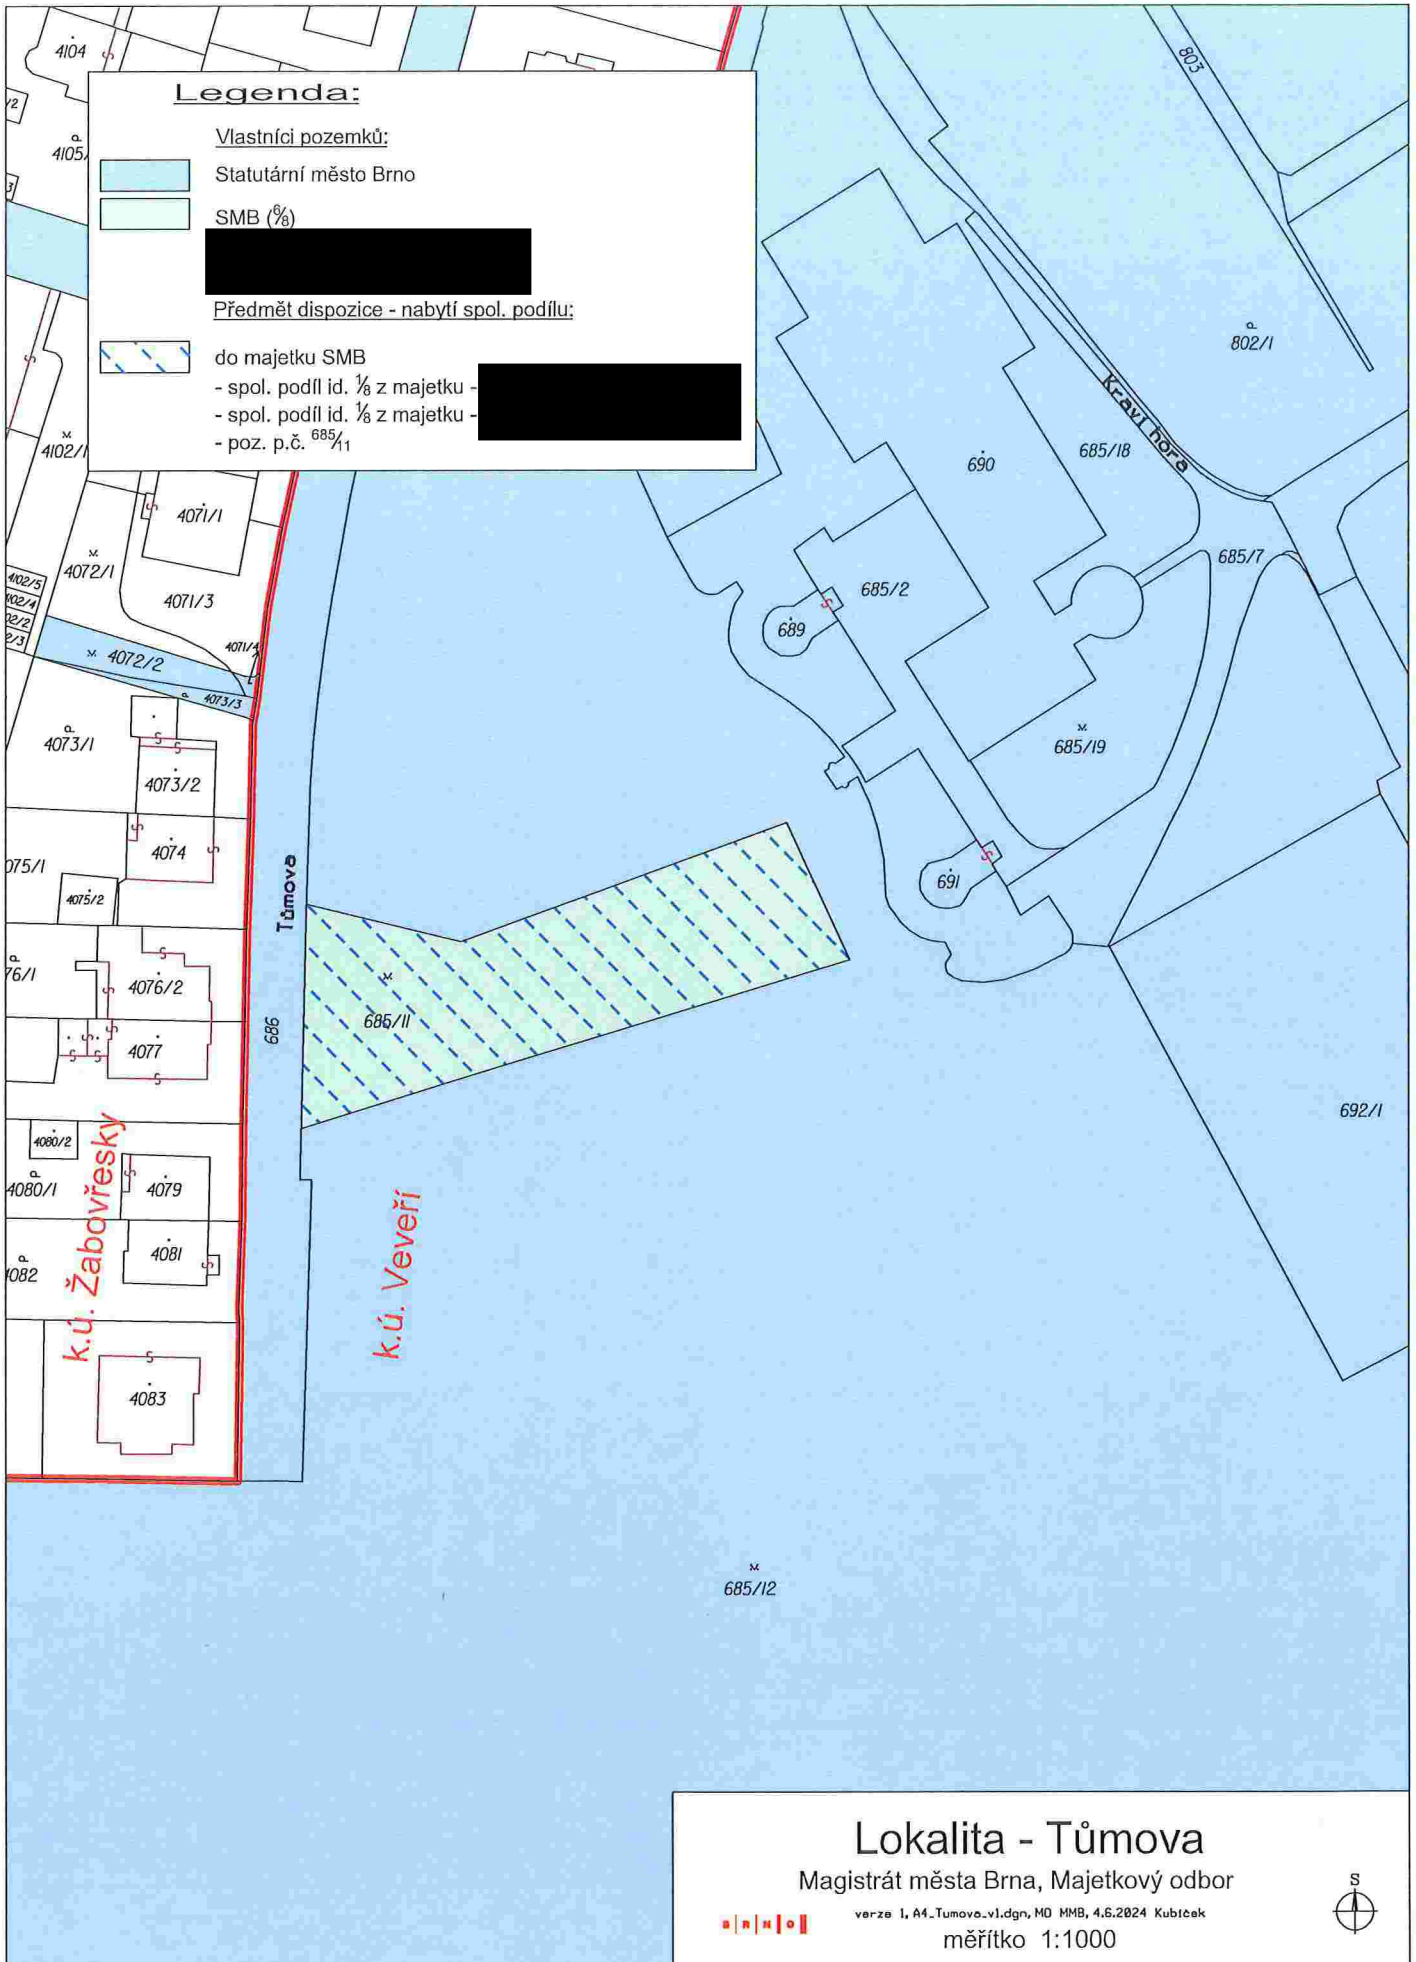 Legenda:
Vlastníci pozemků:
Statutární město Brno
SMB (6/8)
Předmět dispozice - nabytí spol. podílu:
do majetku SMB
- spol. podíl id. 1/8 z majetku -
- spol. podíl id. 1/8 z majetku -
- poz. p.č. 685/11
4104
4105/
803
802/1
4102/1
4071/1
690
685/18
Kraví hora
4072/1
4071/3
685/2
685/7
4102/5
689
4071/4
4072/2
4073/3
4073/1
685/19
4073/2
4074
075/1
4075/2
Tůmova
691
76/1
4076/2
685/11
686
4077
692/1
4080/2
4080/1
4079
4081
4083
k.ú. Žabovřesky
k.ú. Veveří
685/12
Lokalita - Tůmova
Magistrát města Brna, Majetkový odbor
BRNO
verze 1, A4_Tumova_v1.dgn, MO MMB, 4.6.2024 Kubíček
měřítko 1:1000
S